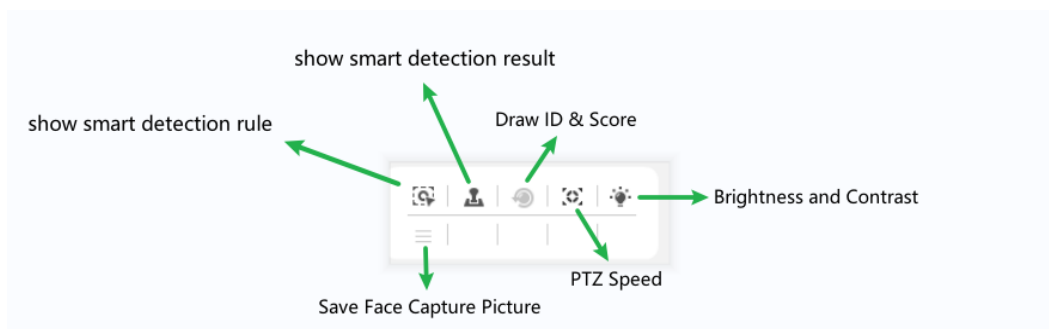 show smart detection result
show smart detection rule
Draw ID & Score
Brightness and Contrast
PTZ Speed
Save Face Capture Picture